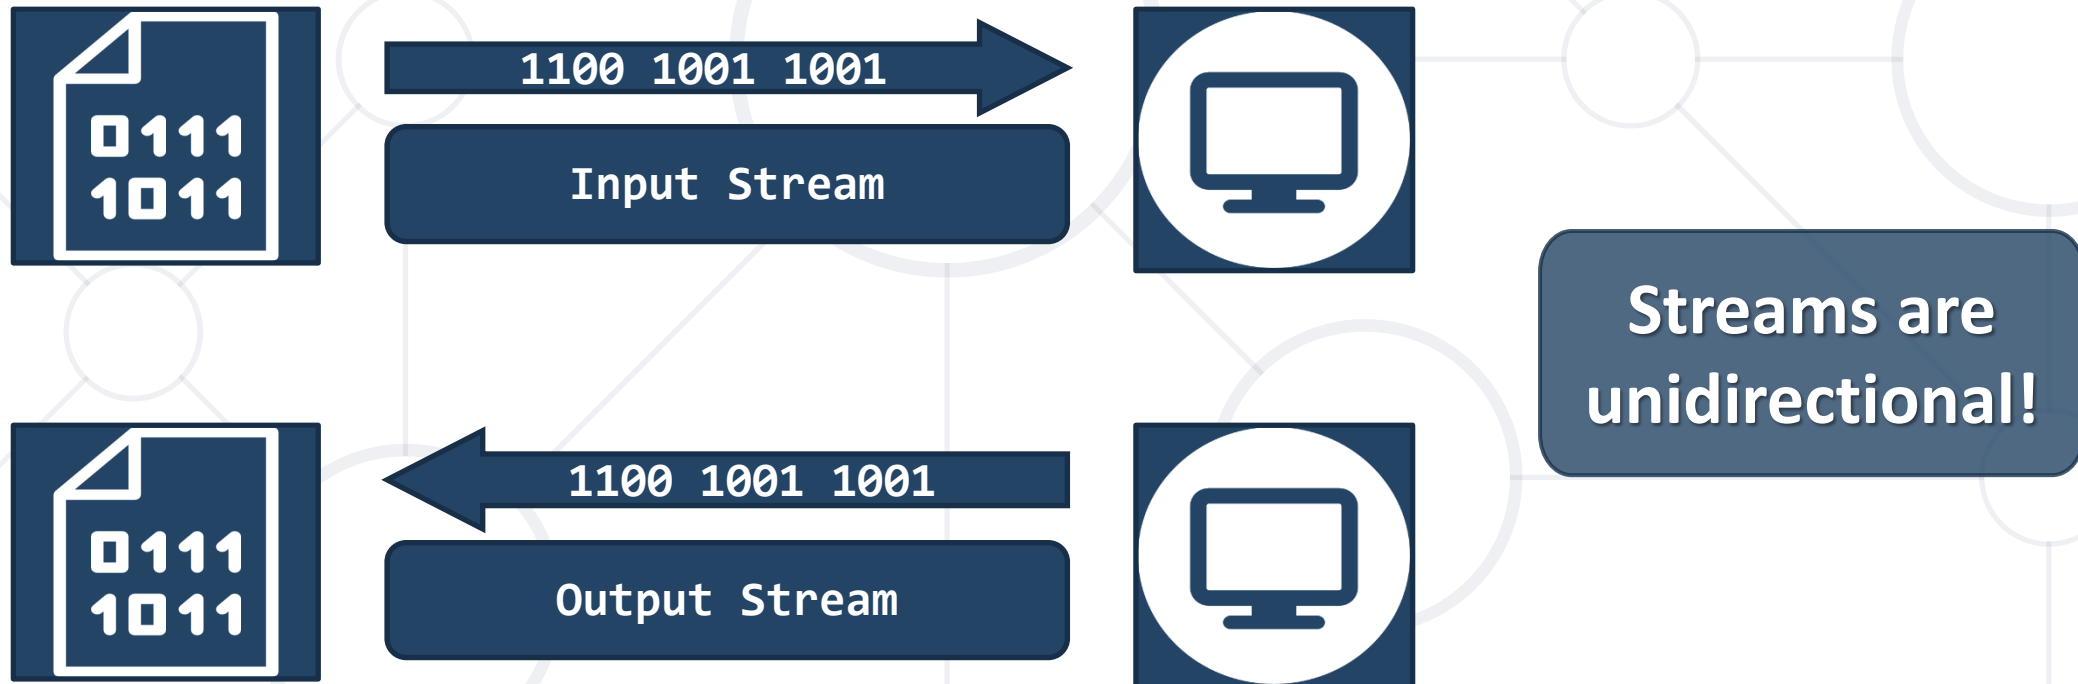 0111
1011
1100 1001 1001
Input Stream
Streams are
unidirectional!
0111
1011
1100 1001 1001
Output Stream